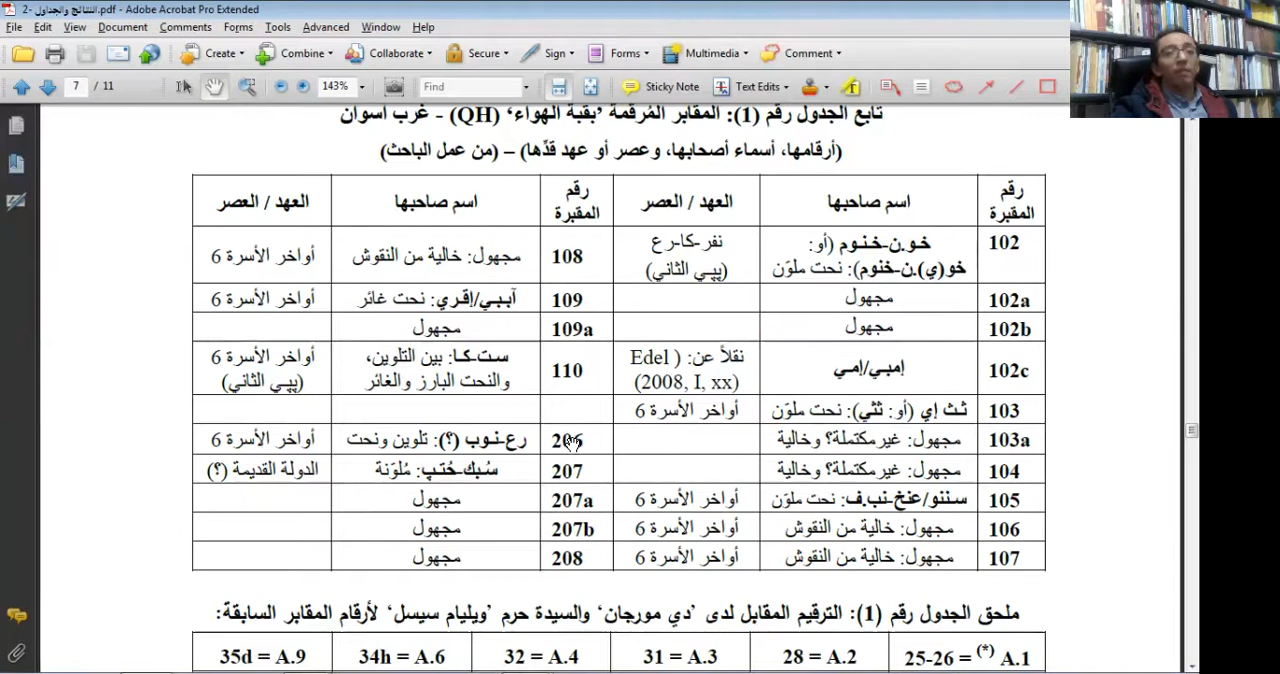 2- النتائج والجداول.pdf - Adobe Acrobat Pro Extended
File Edit View Document Comments Forms Tools Advanced Window Help
Create Combine Collaborate Secure Sign Forms Multimedia Comment
7 / 11 143% Find Sticky Note Text Edits
تابع الجدول رقم (1): المقابر المُرقمة ’بقبة الهواء‘ (QH) - غرب أسوان
(أرقامها، أسماء أصحابها، وعصر أو عهد قدِّها) – (من عمل الباحث)
رقم المقبرة اسم صاحبها العهد / العصر رقم المقبرة اسم صاحبها العهد / العصر
102 خو.ن-خنوم (أو: خو(ي).ن-خنوم): نحت ملوّن نفر-كا-رع (پپي الثاني) 108 مجهول: خالية من النقوش أواخر الأسرة 6
102a مجهول 109 آببي/إقري: نحت غائر أواخر الأسرة 6
102b مجهول 109a مجهول
102c إمبي/إمي نقلاً عن: (Edel 2008, I, xx) 110 ست-كا: بين التلوين، والنحت البارز والغائر أواخر الأسرة 6 (پپي الثاني)
103 ثث إي (أو: ثثي): نحت ملوّن أواخر الأسرة 6
103a مجهول: غير مكتملة؟ وخالية 206 رع-نوب (؟): تلوين ونحت أواخر الأسرة 6
104 مجهول: غير مكتملة؟ وخالية 207 سُبك-حُتپ: مُلوّنة الدولة القديمة (؟)
105 سننو/عنخ-نب.ف: نحت ملوّن أواخر الأسرة 6 207a مجهول
106 مجهول: خالية من النقوش أواخر الأسرة 6 207b مجهول
107 مجهول: خالية من النقوش أواخر الأسرة 6 208 مجهول
ملحق الجدول رقم (1): الترقيم المقابل لدى ’دي مورجان‘ والسيدة حرم ’ويليام سيسل‘ لأرقام المقابر السابقة:
25-26 = (*) A.1 28 = A.2 31 = A.3 32 = A.4 34h = A.6 35d = A.9